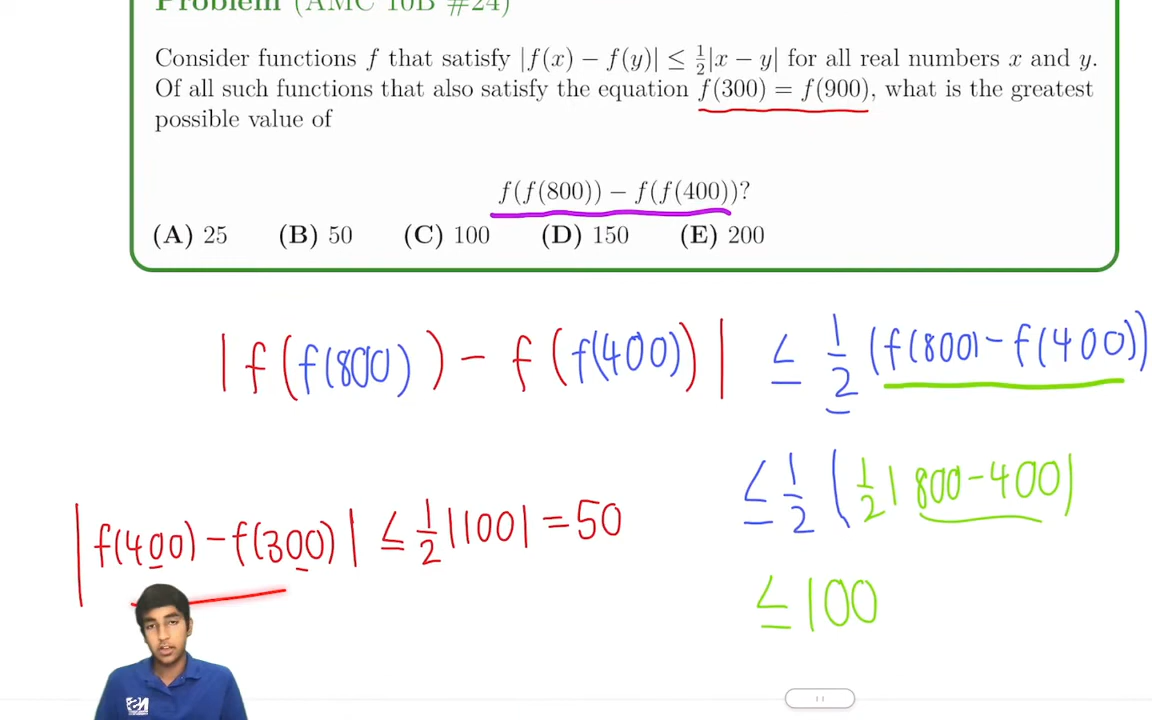 Problem (AMC 10B #24)
Consider functions f that satisfy |f(x) − f(y)| ≤ ½|x − y| for all real numbers x and y.
Of all such functions that also satisfy the equation f(300) = f(900), what is the greatest
possible value of
f(f(800)) − f(f(400))?
(A) 25 (B) 50 (C) 100 (D) 150 (E) 200
|f(f(800)) − f(f(400))| ≤ ½(f(800) − f(400))
≤ ½(½|800 − 400)
|f(400) − f(300)| ≤ ½|100| = 50
≤ 100